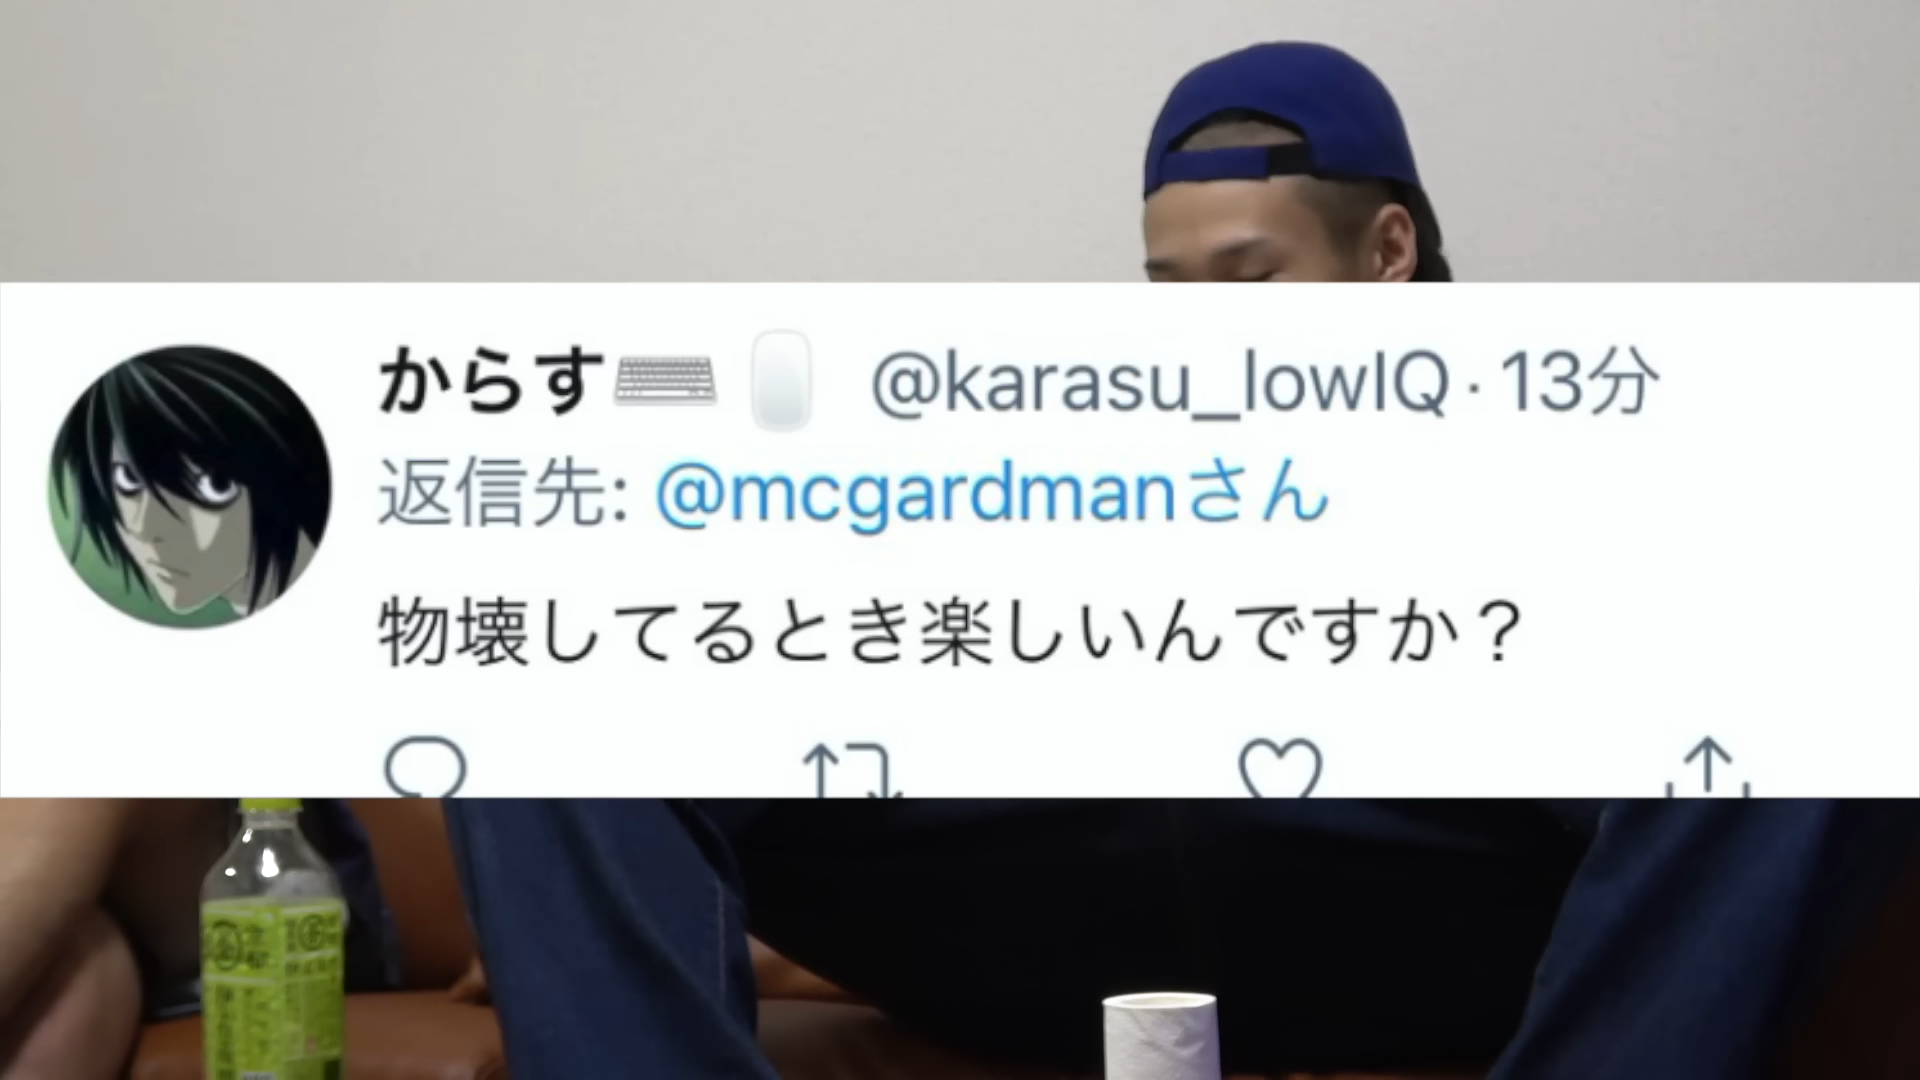 からす⌨️🖱️ @karasu_lowIQ · 13分
返信先: @mcgardmanさん
物壊してるとき楽しいんですか？